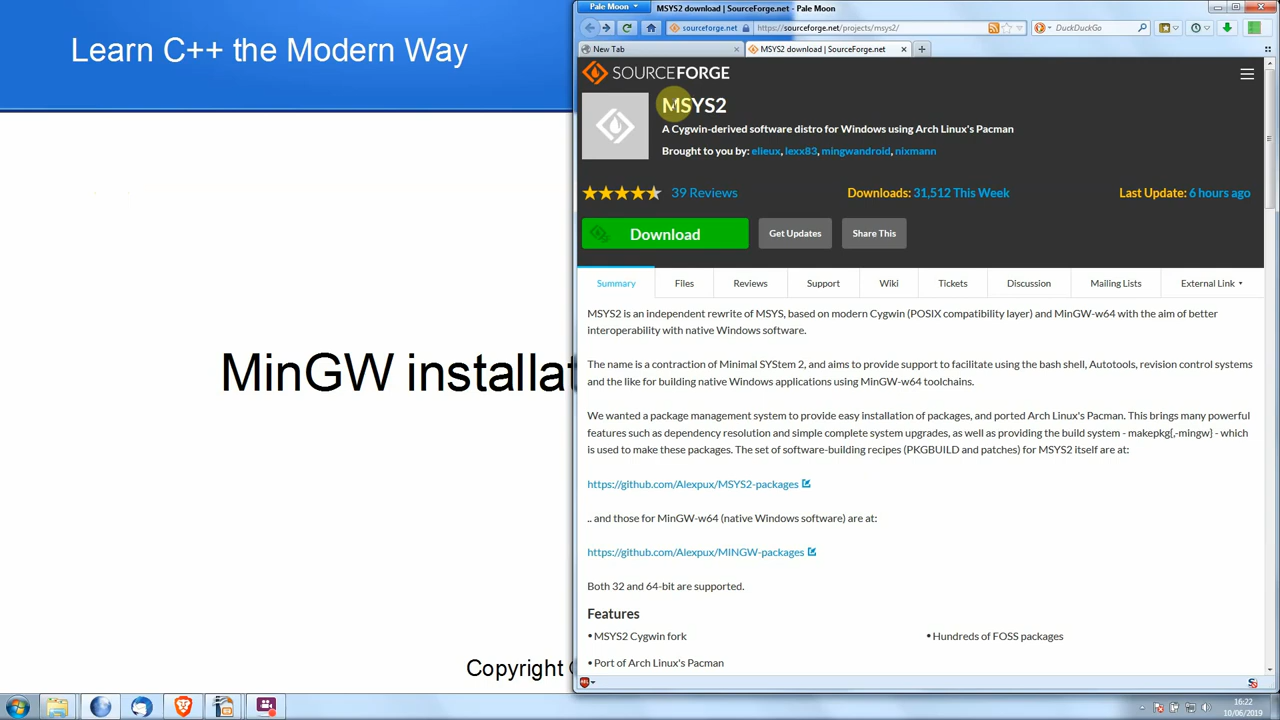 Learn C++ the Modern Way
MinGW installat
Copyright
Pale Moon
MSYS2 download | SourceForge.net - Pale Moon
sourceforge.net
https://sourceforge.net/projects/msys2/
DuckDuckGo
New Tab
MSYS2 download | SourceForge.net
SOURCEFORGE
MSYS2
A Cygwin-derived software distro for Windows using Arch Linux's Pacman
Brought to you by: elieux, lexx83, mingwandroid, nixmann
39 Reviews
Downloads: 31,512 This Week
Last Update: 6 hours ago
Download
Get Updates
Share This
Summary
Files
Reviews
Support
Wiki
Tickets
Discussion
Mailing Lists
External Link
MSYS2 is an independent rewrite of MSYS, based on modern Cygwin (POSIX compatibility layer) and MinGW-w64 with the aim of better
interoperability with native Windows software.
The name is a contraction of Minimal SYStem 2, and aims to provide support to facilitate using the bash shell, Autotools, revision control systems
and the like for building native Windows applications using MinGW-w64 toolchains.
We wanted a package management system to provide easy installation of packages, and ported Arch Linux's Pacman. This brings many powerful
features such as dependency resolution and simple complete system upgrades, as well as providing the build system - makepkg[,-mingw] - which
is used to make these packages. The set of software-building recipes (PKGBUILD and patches) for MSYS2 itself are at:
https://github.com/Alexpux/MSYS2-packages
.. and those for MinGW-w64 (native Windows software) are at:
https://github.com/Alexpux/MINGW-packages
Both 32 and 64-bit are supported.
Features
• MSYS2 Cygwin fork
• Hundreds of FOSS packages
• Port of Arch Linux's Pacman
16:22
10/06/2019